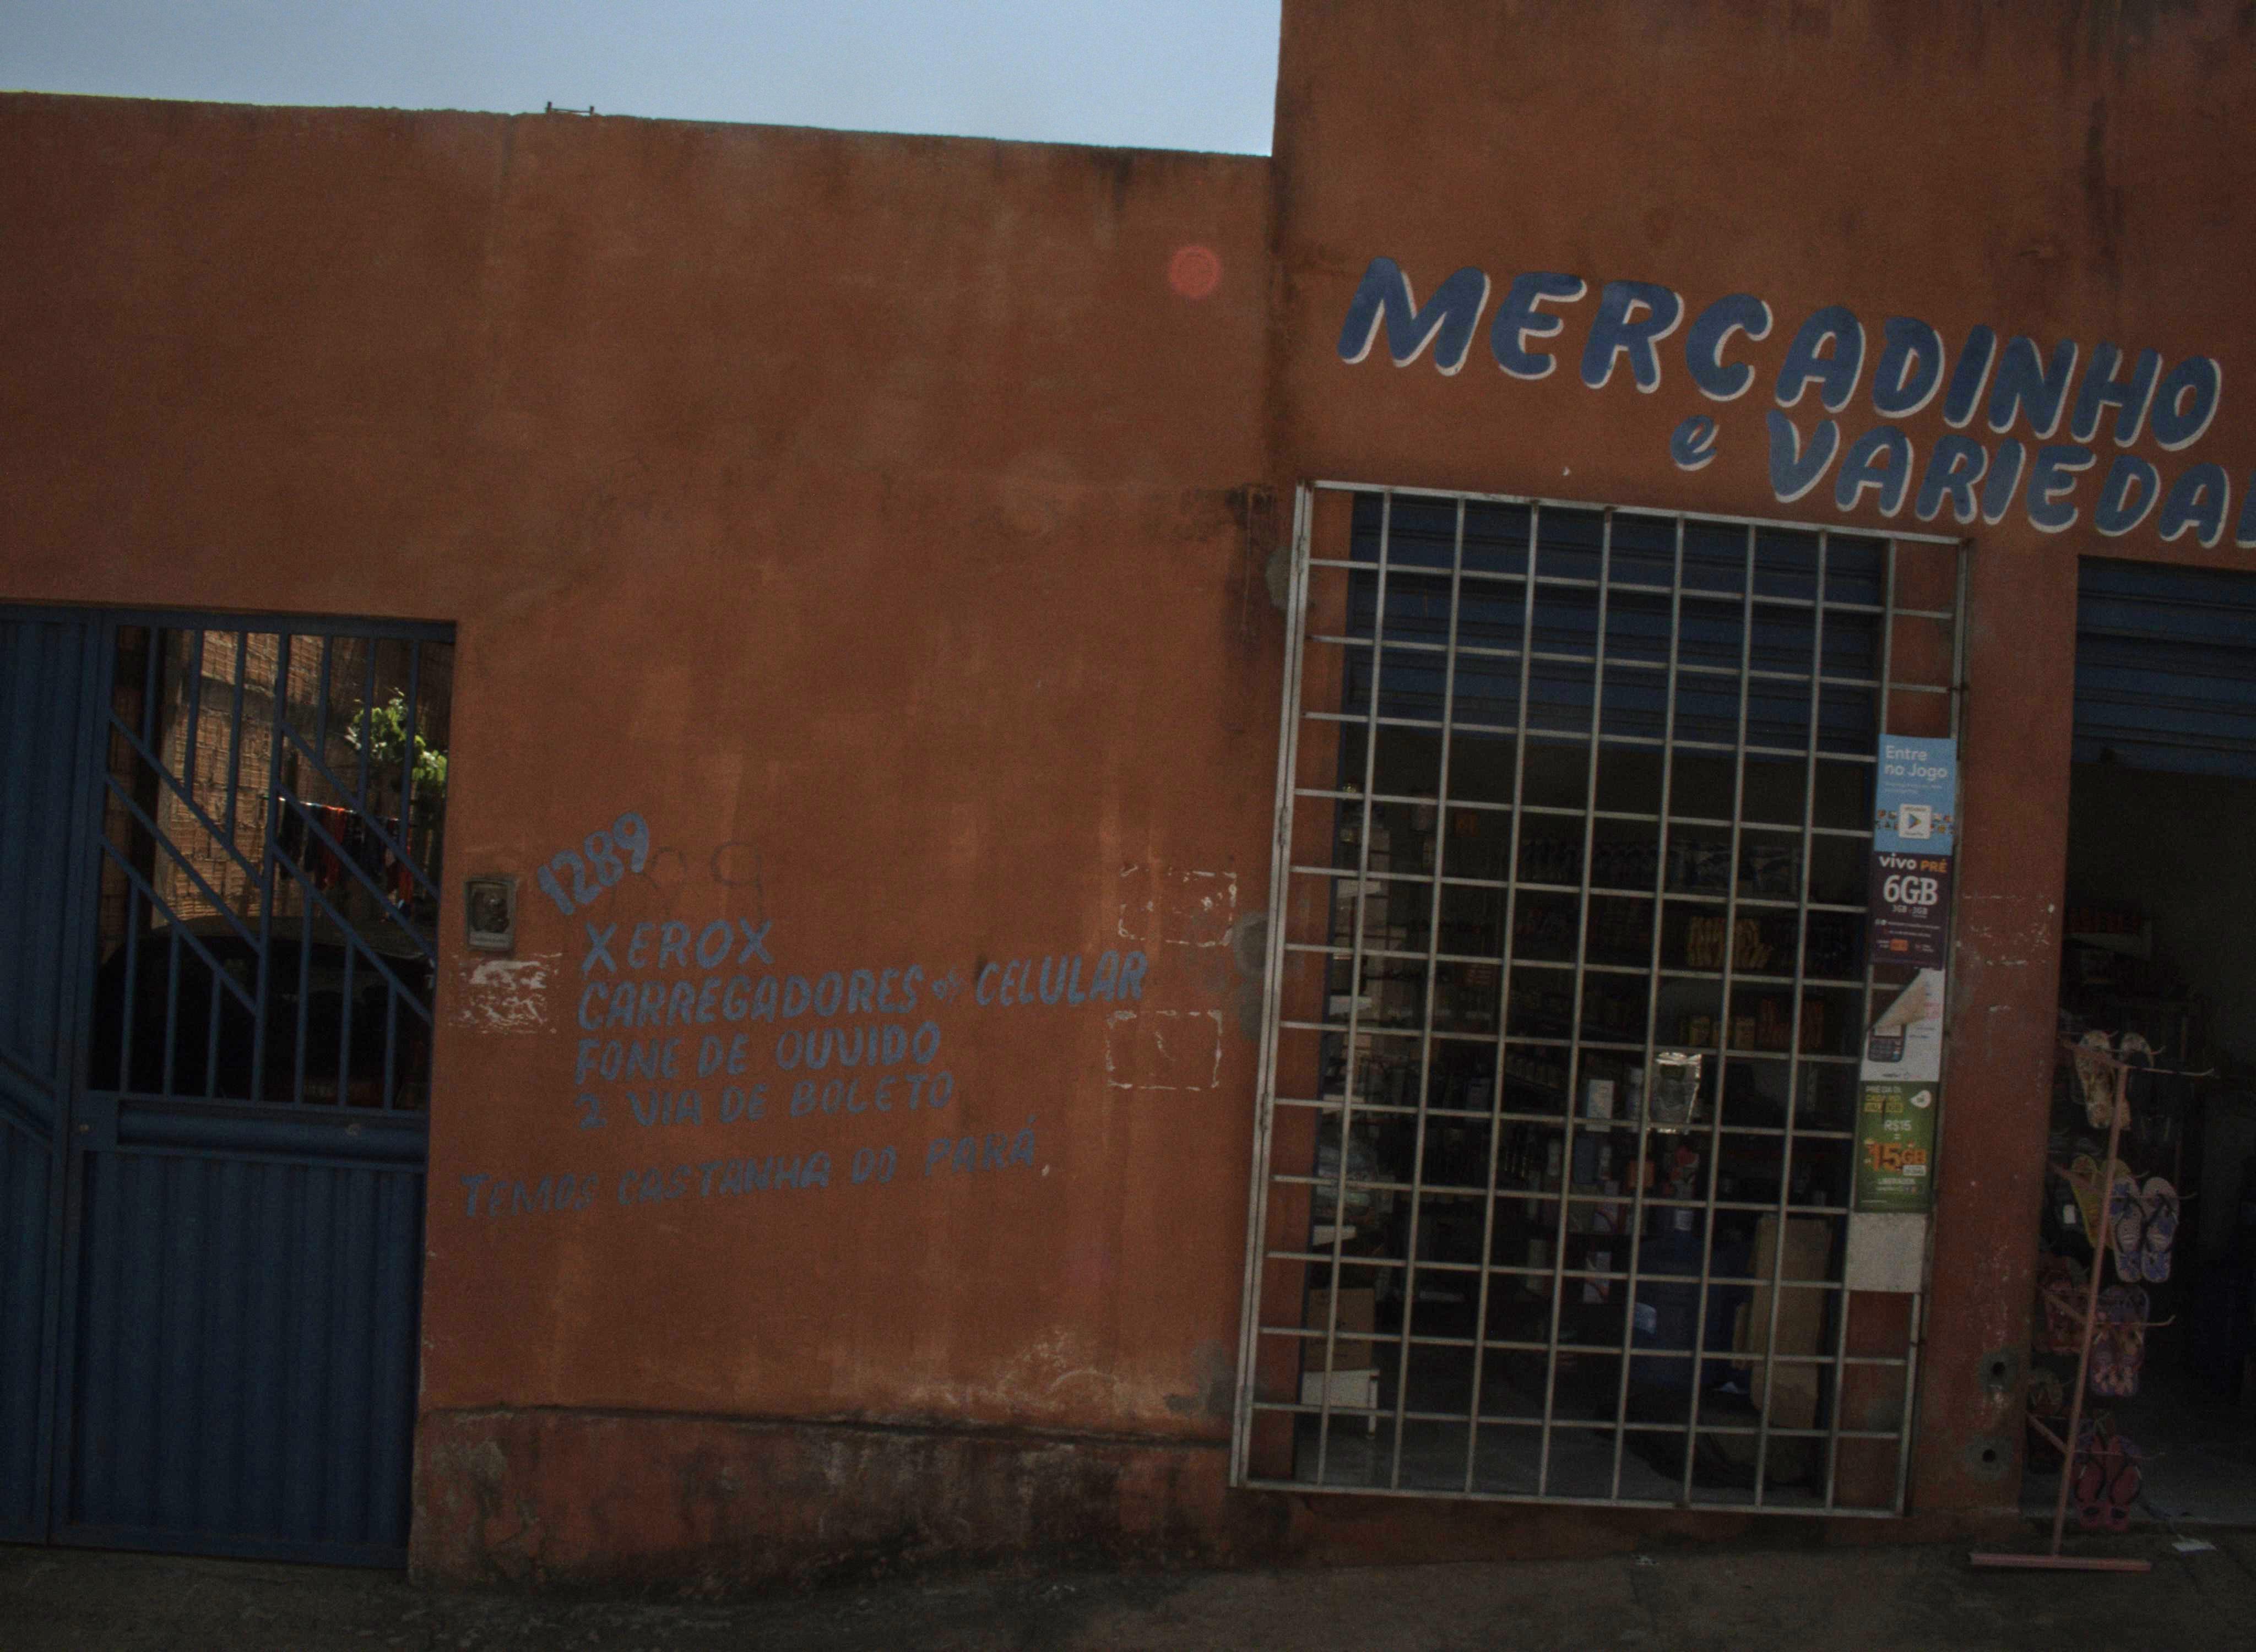 MERCADINHO
e VARIEDA
1289
XEROX
CARREGADORES CELULAR
FONE DE OUVIDO
2 VIA DE BOLETO
TEMOS CASTANHA DO PARÁ
Entre
no Jogo
vivo PRÉ
6GB
R$15
15GB